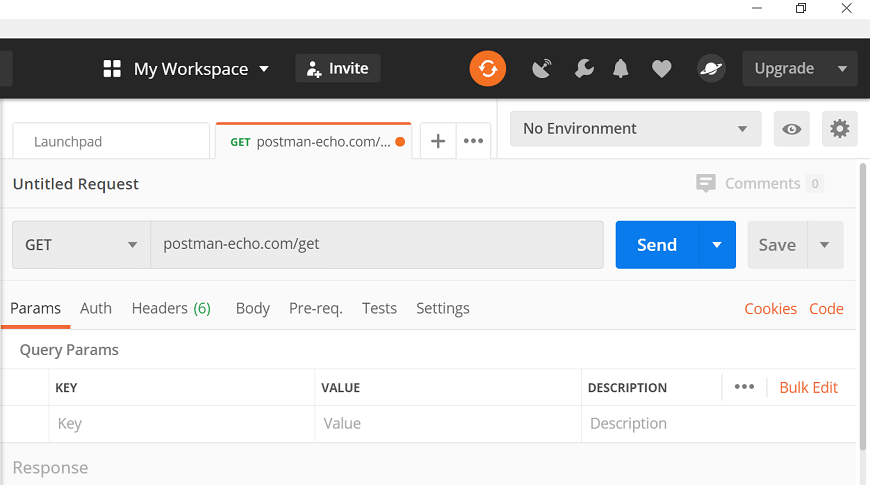 My Workspace Invite Upgrade
Launchpad GET postman-echo.com/... No Environment
Untitled Request Comments 0
GET postman-echo.com/get Send Save
Params Auth Headers (6) Body Pre-req. Tests Settings Cookies Code
Query Params
KEY VALUE DESCRIPTION Bulk Edit
Key Value Description
Response